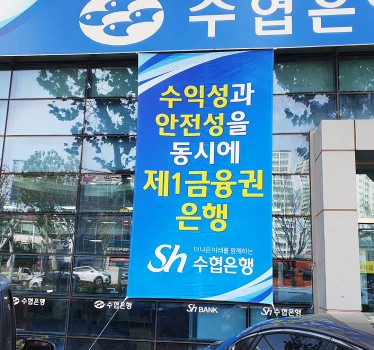 수협은행
수익성과
안전성을
동시에
제1금융권
은행
더 나은 미래를 함께하는
Sh 수협은행
수협은행
Sh BANK
Sh 수협은행